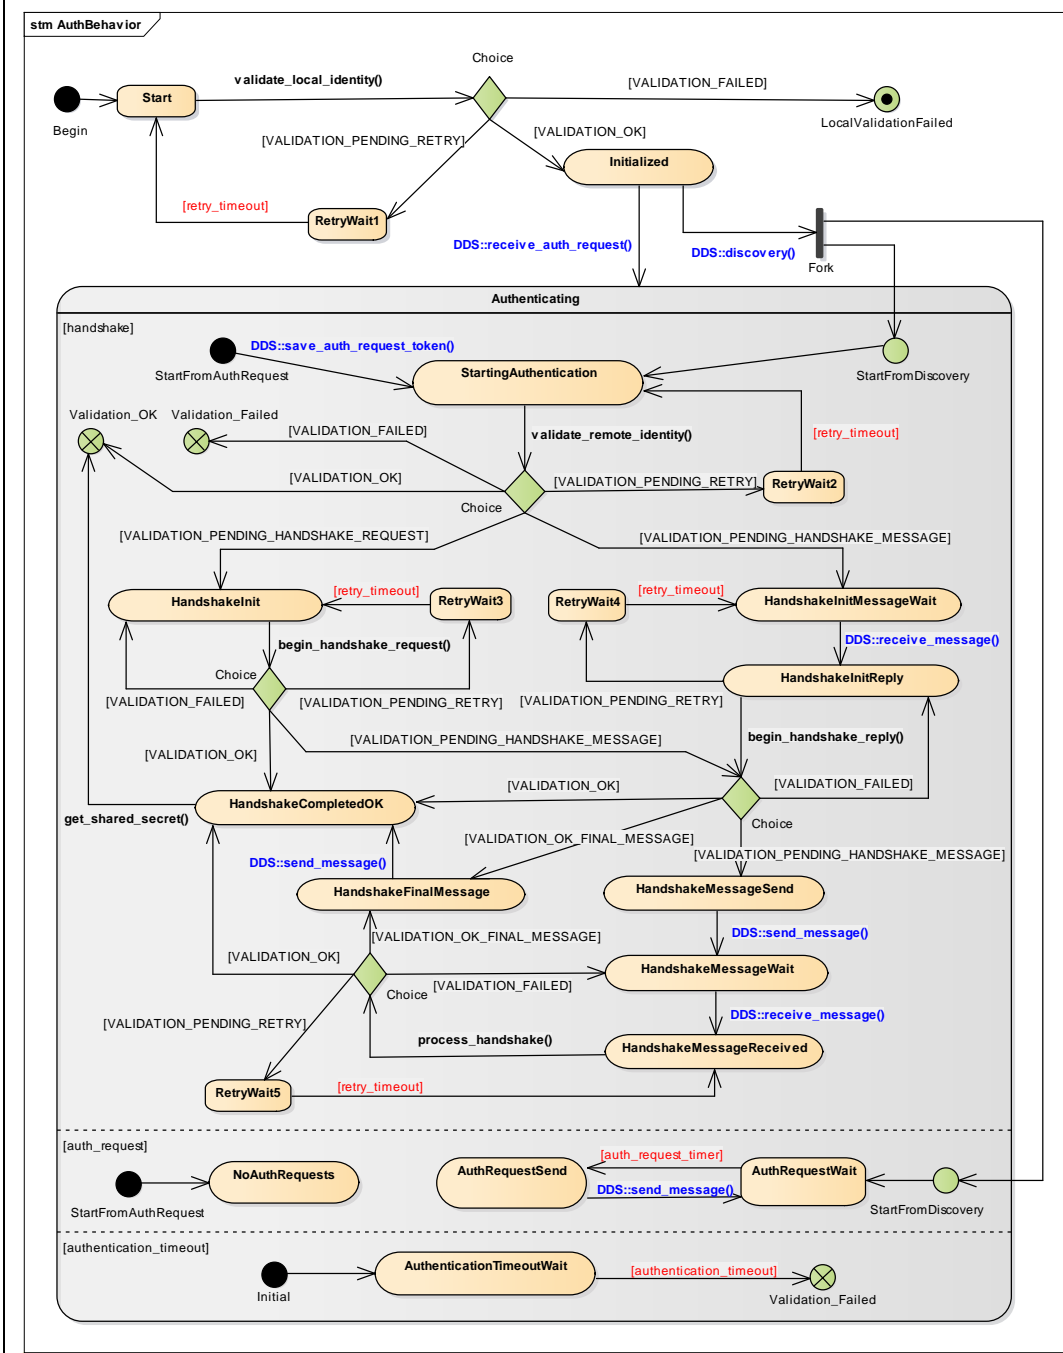 stm AuthBehavior
Choice
validate_local_identity()
[VALIDATION_FAILED]
Start
Begin
LocalValidationFailed
[VALIDATION_PENDING_RETRY]
[VALIDATION_OK]
Initialized
[retry_timeout]
RetryWait1
DDS::receive_auth_request()
DDS::discovery()
Fork
Authenticating
[handshake]
DDS::save_auth_request_token()
StartFromAuthRequest
StartingAuthentication
StartFromDiscovery
Validation_OK
Validation_Failed
[VALIDATION_FAILED]
validate_remote_identity()
[retry_timeout]
[VALIDATION_OK]
[VALIDATION_PENDING_RETRY]
RetryWait2
Choice
[VALIDATION_PENDING_HANDSHAKE_REQUEST]
[VALIDATION_PENDING_HANDSHAKE_MESSAGE]
HandshakeInit
[retry_timeout]
RetryWait3
RetryWait4
[retry_timeout]
HandshakeInitMessageWait
begin_handshake_request()
DDS::receive_message()
Choice
HandshakeInitReply
[VALIDATION_FAILED]
[VALIDATION_PENDING_RETRY]
[VALIDATION_PENDING_RETRY]
[VALIDATION_PENDING_HANDSHAKE_MESSAGE]
begin_handshake_reply()
[VALIDATION_OK]
[VALIDATION_OK]
[VALIDATION_FAILED]
HandshakeCompletedOK
get_shared_secret()
Choice
[VALIDATION_OK_FINAL_MESSAGE]
[VALIDATION_PENDING_HANDSHAKE_MESSAGE]
DDS::send_message()
HandshakeFinalMessage
HandshakeMessageSend
DDS::send_message()
[VALIDATION_OK_FINAL_MESSAGE]
[VALIDATION_OK]
HandshakeMessageWait
Choice
[VALIDATION_FAILED]
DDS::receive_message()
[VALIDATION_PENDING_RETRY]
process_handshake()
HandshakeMessageReceived
RetryWait5
[retry_timeout]
[auth_request]
NoAuthRequests
StartFromAuthRequest
[auth_request_timer]
AuthRequestSend
AuthRequestWait
DDS::send_message()
StartFromDiscovery
[authentication_timeout]
AuthenticationTimeoutWait
[authentication_timeout]
Initial
Validation_Failed